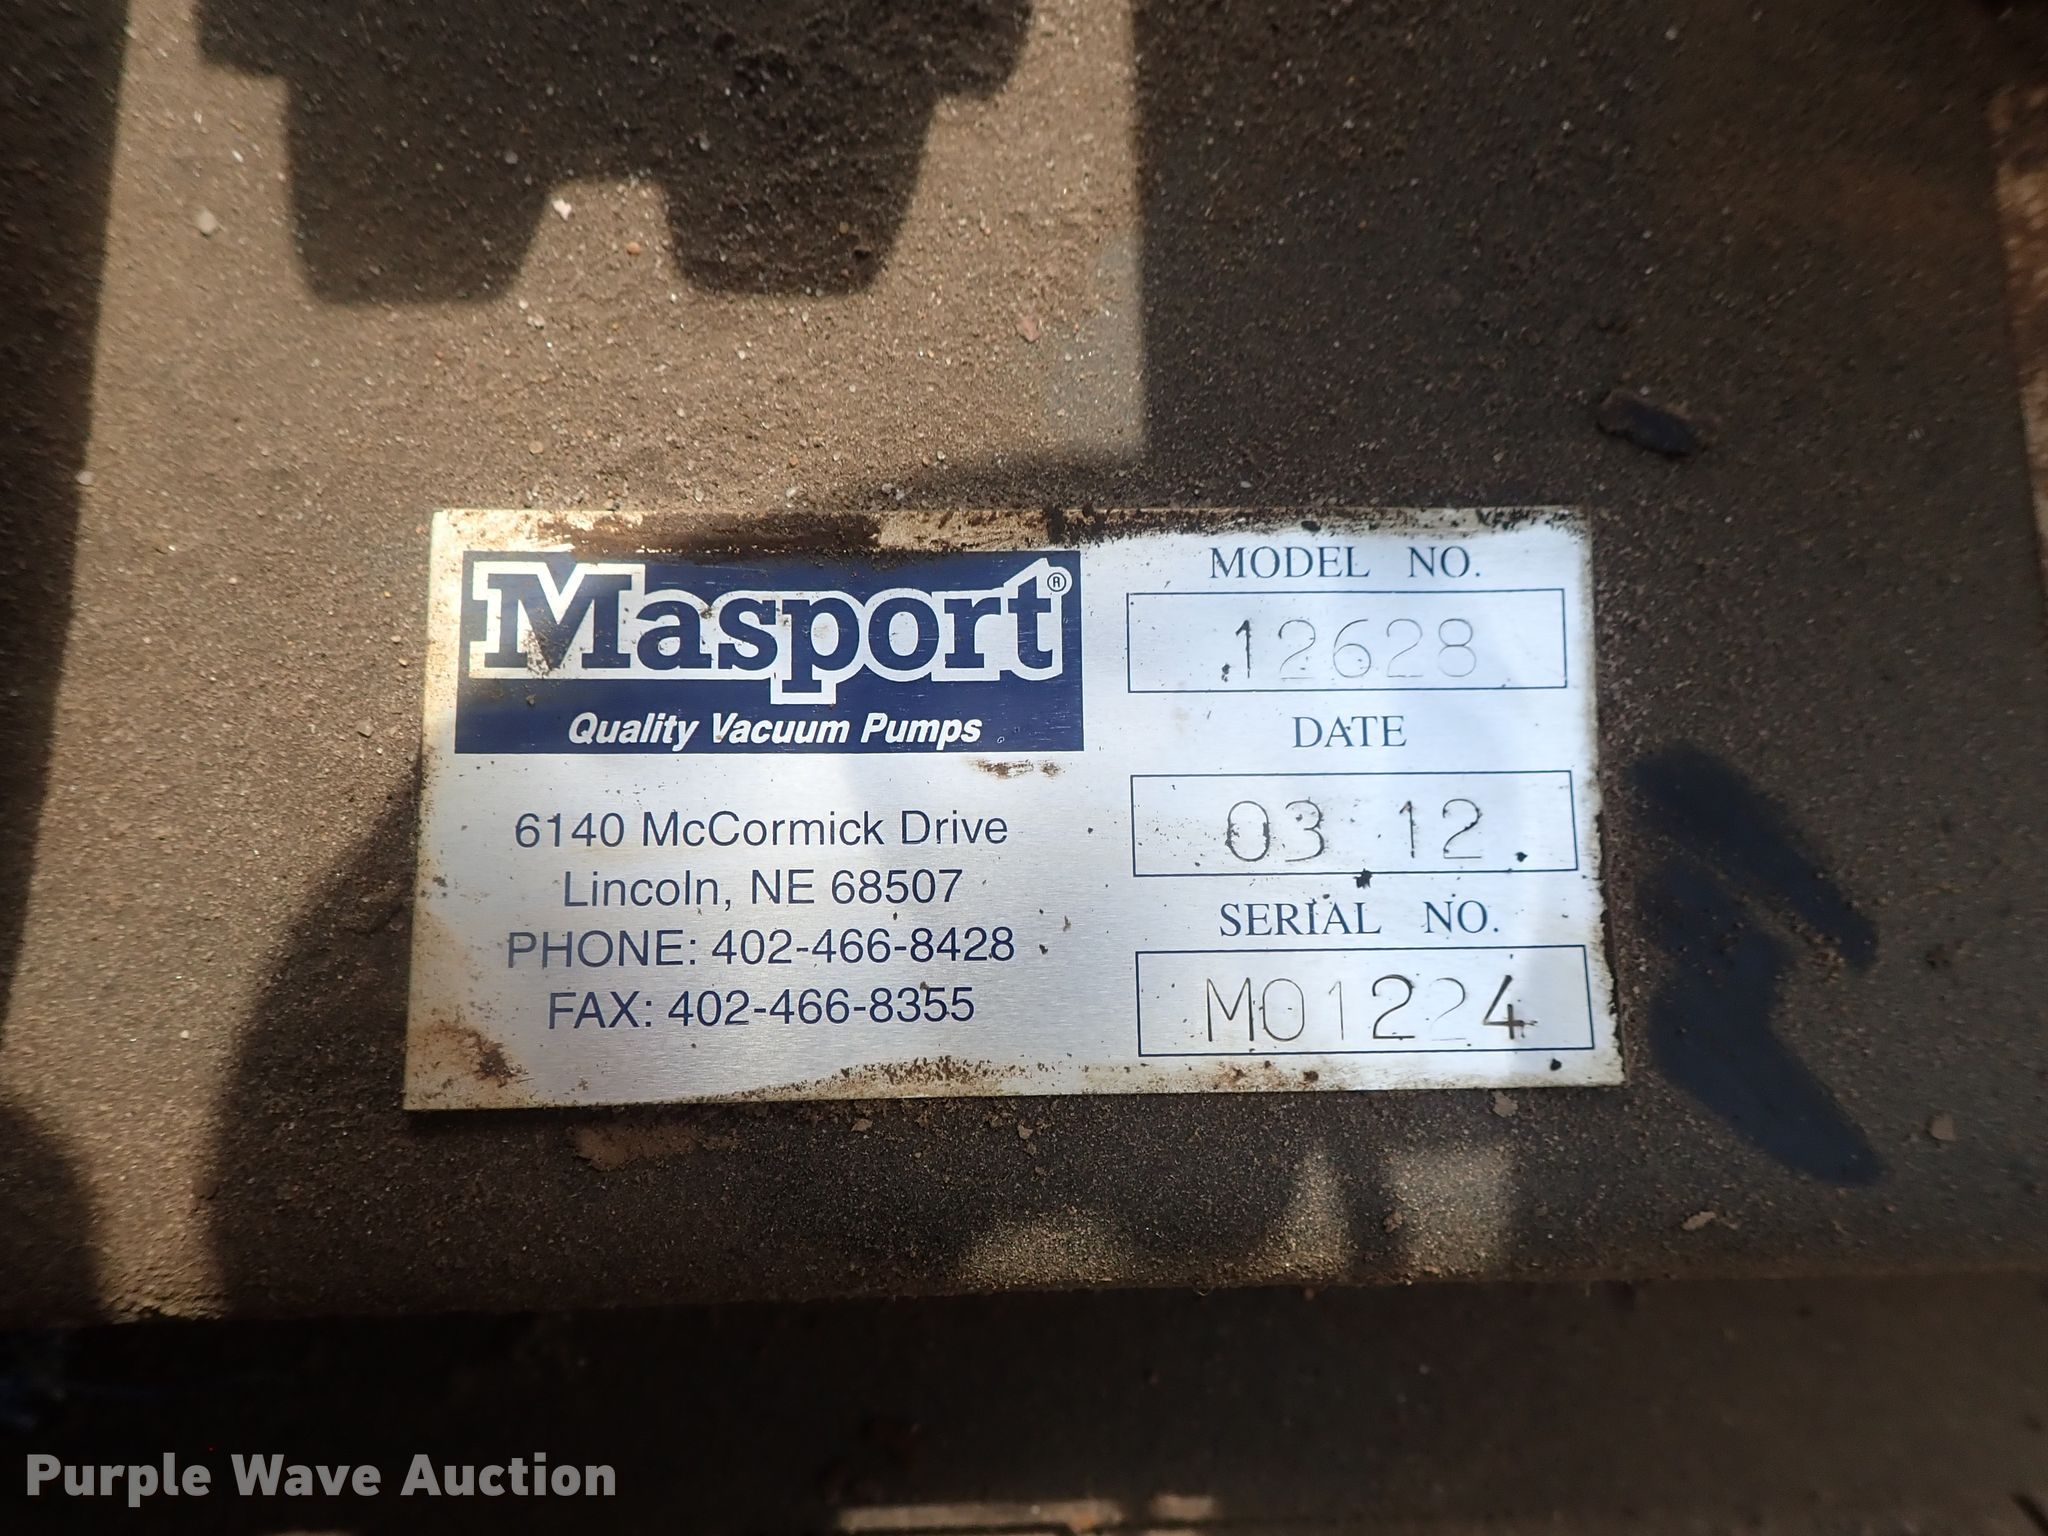 Masport®
Quality Vacuum Pumps
6140 McCormick Drive
Lincoln, NE 68507
PHONE: 402-466-8428
FAX: 402-466-8355
MODEL NO.
12628
DATE
03 12
SERIAL NO.
M01224
Purple Wave Auction